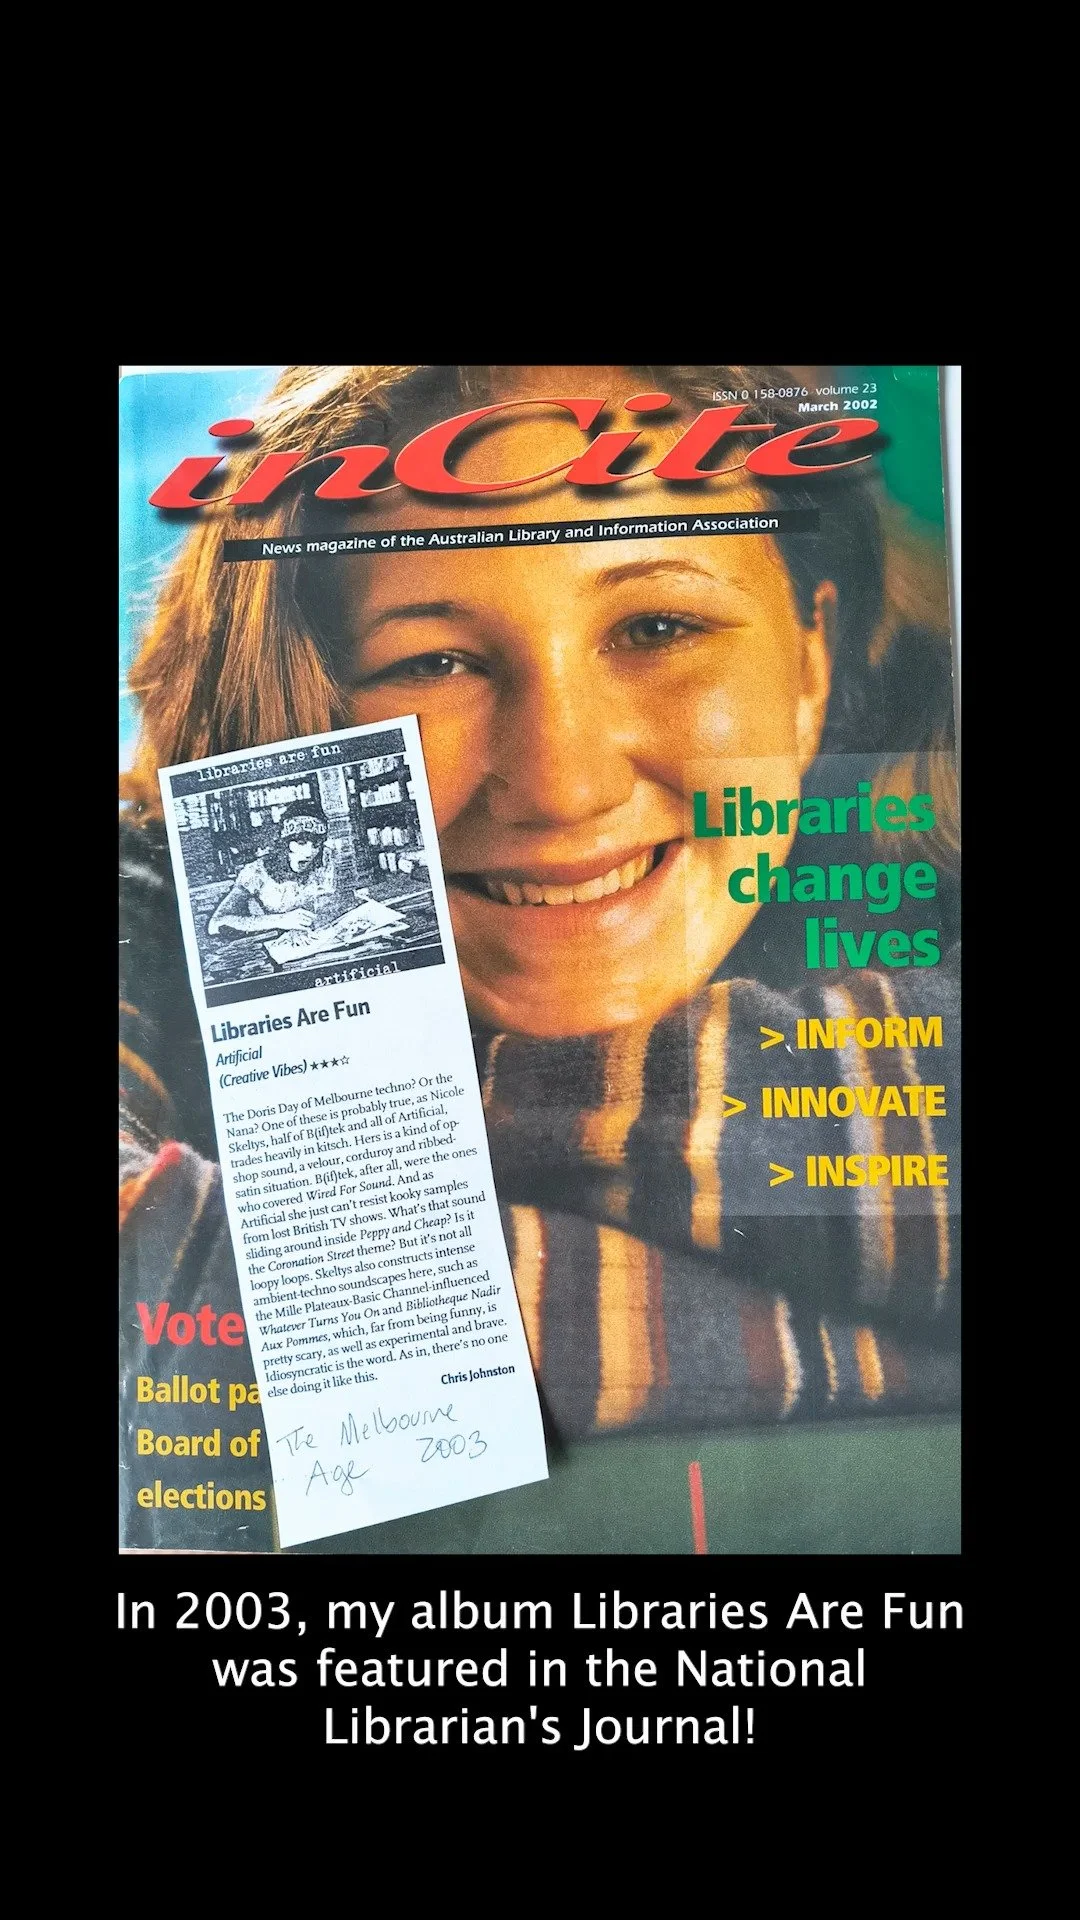 ISSN 0 158-0876 volume 23
March 2002
inCite
News magazine of the Australian Library and Information Association
Libraries
change
lives
> INFORM
> INNOVATE
> INSPIRE
libraries are fun
artificial
Libraries Are Fun
Artificial
(Creative Vibes) ★★★☆
The Doris Day of Melbourne techno? Or the
Nana? One of these is probably true, as Nicole
Skeltys, half of B(if)tek and all of Artificial,
trades heavily in kitsch. Hers is a kind of op-
shop sound, a velour, corduroy and ribbed-
satin situation. B(if)tek, after all, were the ones
who covered Wired For Sound. And as
Artificial she just can't resist kooky samples
from lost British TV shows. What's that sound
sliding around inside Peppy and Cheap? Is it
the Coronation Street theme? But it's not all
loopy loops. Skeltys also constructs intense
ambient-techno soundscapes here, such as
the Mille Plateaux-Basic Channel-influenced
Whatever Turns You On and Bibliotheque Nadir
Aux Pommes, which, far from being funny, is
pretty scary, as well as experimental and brave.
Idiosyncratic is the word. As in, there's no one
else doing it like this.
Chris Johnston
The Melbourne
Age 2003
Vote
Ballot pa
Board of
elections
In 2003, my album Libraries Are Fun
was featured in the National
Librarian's Journal!